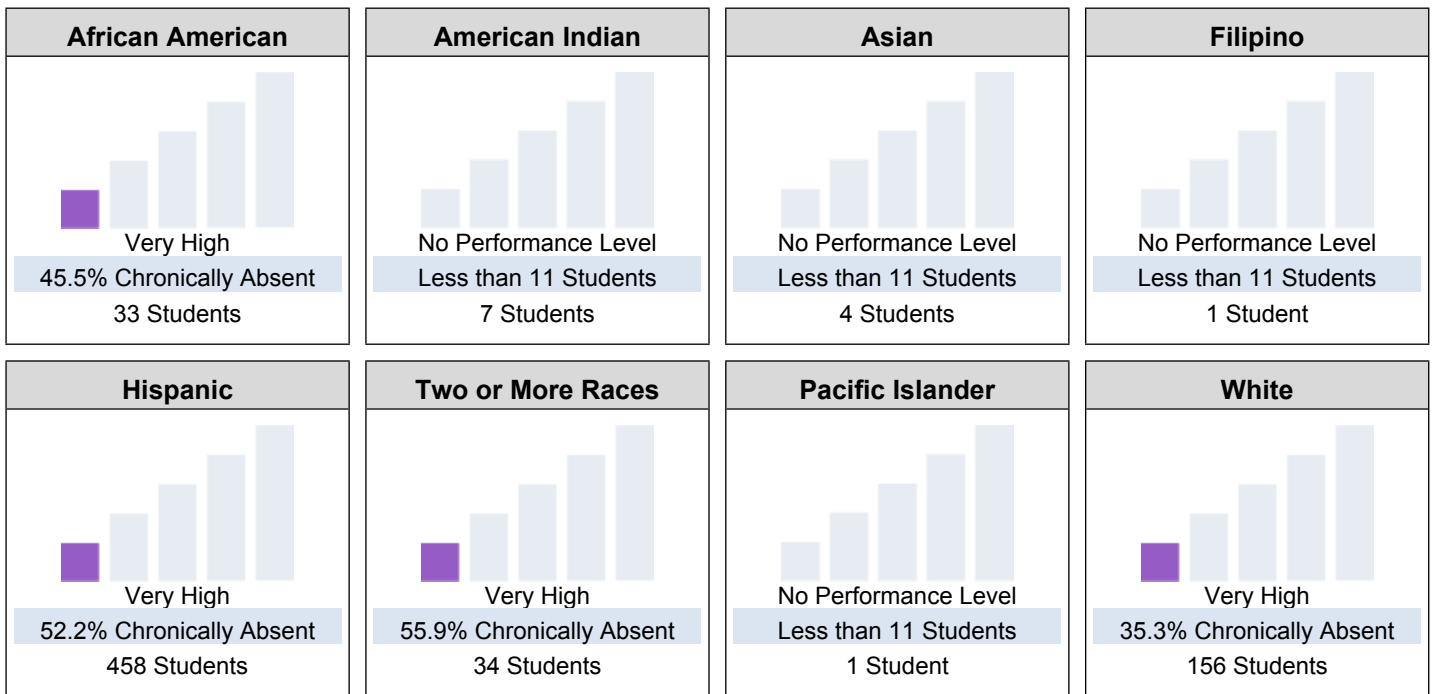 African American
Very High
45.5% Chronically Absent
33 Students
American Indian
No Performance Level
Less than 11 Students
7 Students
Asian
No Performance Level
Less than 11 Students
4 Students
Filipino
No Performance Level
Less than 11 Students
1 Student
Hispanic
Very High
52.2% Chronically Absent
458 Students
Two or More Races
Very High
55.9% Chronically Absent
34 Students
Pacific Islander
No Performance Level
Less than 11 Students
1 Student
White
Very High
35.3% Chronically Absent
156 Students